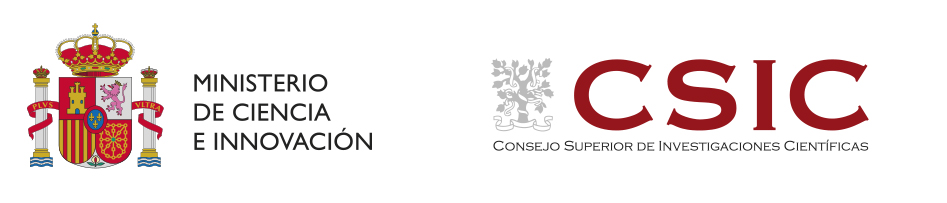 PLVS VLTRA
MINISTERIO
DE CIENCIA
E INNOVACIÓN
CSIC
CONSEJO SUPERIOR DE INVESTIGACIONES CIENTÍFICAS